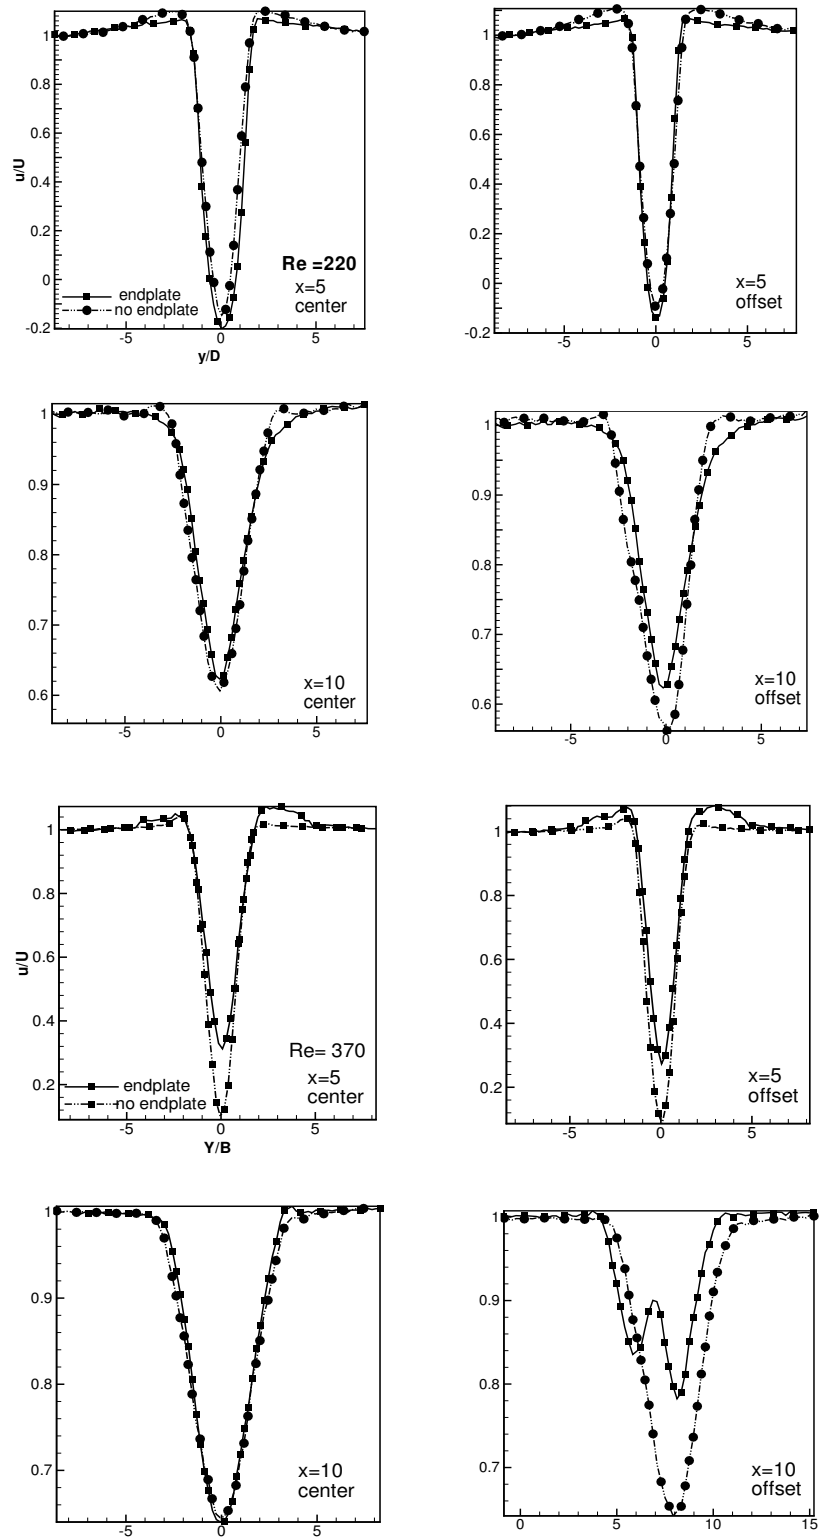 1
0.8
0.6
u/U
0.4
0.2
0
-0.2
Re =220
x=5
center
endplate
no endplate
-5
0
5
y/D
1
0.8
0.6
0.4
0.2
0
-0.2
x=5
offset
-5
0
5
1
0.9
0.8
0.7
0.6
x=10
center
-5
0
5
1
0.9
0.8
0.7
0.6
x=10
offset
-5
0
5
1
0.8
0.6
u/U
0.4
0.2
Re= 370
x=5
center
endplate
no endplate
-5
0
5
Y/B
1
0.8
0.6
0.4
0.2
x=5
offset
-5
0
5
1
0.9
0.8
0.7
x=10
center
-5
0
5
1
0.9
0.8
0.7
x=10
offset
0
5
10
15